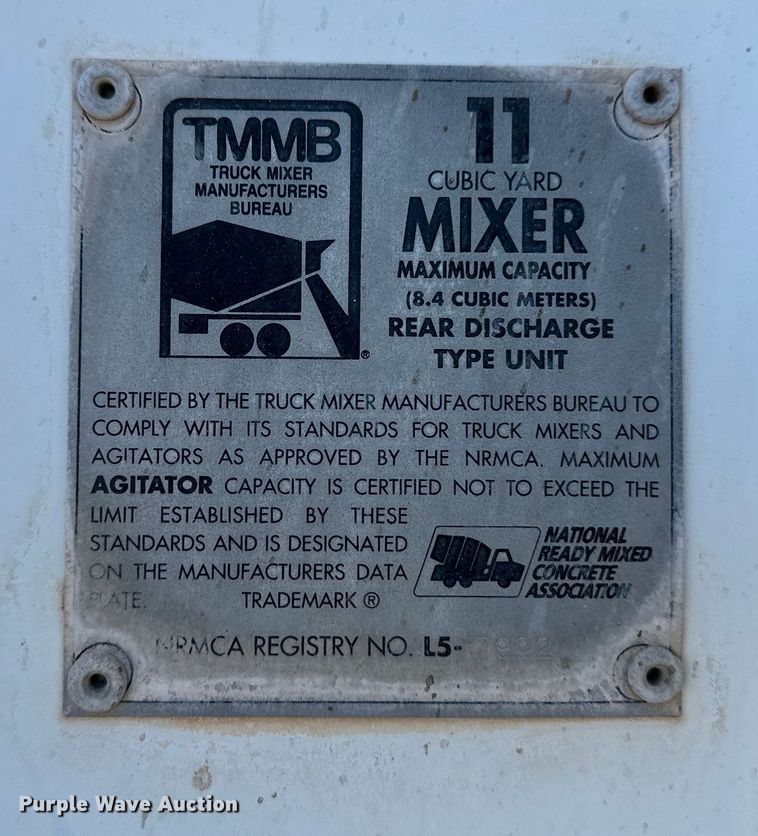 TMMB
TRUCK MIXER
MANUFACTURERS
BUREAU
®
11
CUBIC YARD
MIXER
MAXIMUM CAPACITY
(8.4 CUBIC METERS)
REAR DISCHARGE
TYPE UNIT
CERTIFIED BY THE TRUCK MIXER MANUFACTURERS BUREAU TO
COMPLY WITH ITS STANDARDS FOR TRUCK MIXERS AND
AGITATORS AS APPROVED BY THE NRMCA. MAXIMUM
AGITATOR CAPACITY IS CERTIFIED NOT TO EXCEED THE
LIMIT ESTABLISHED BY THESE
STANDARDS AND IS DESIGNATED
ON THE MANUFACTURERS DATA
PLATE. TRADEMARK ®
NATIONAL
READY MIXED
CONCRETE
ASSOCIATION
NRMCA REGISTRY NO. L5-
Purple Wave Auction